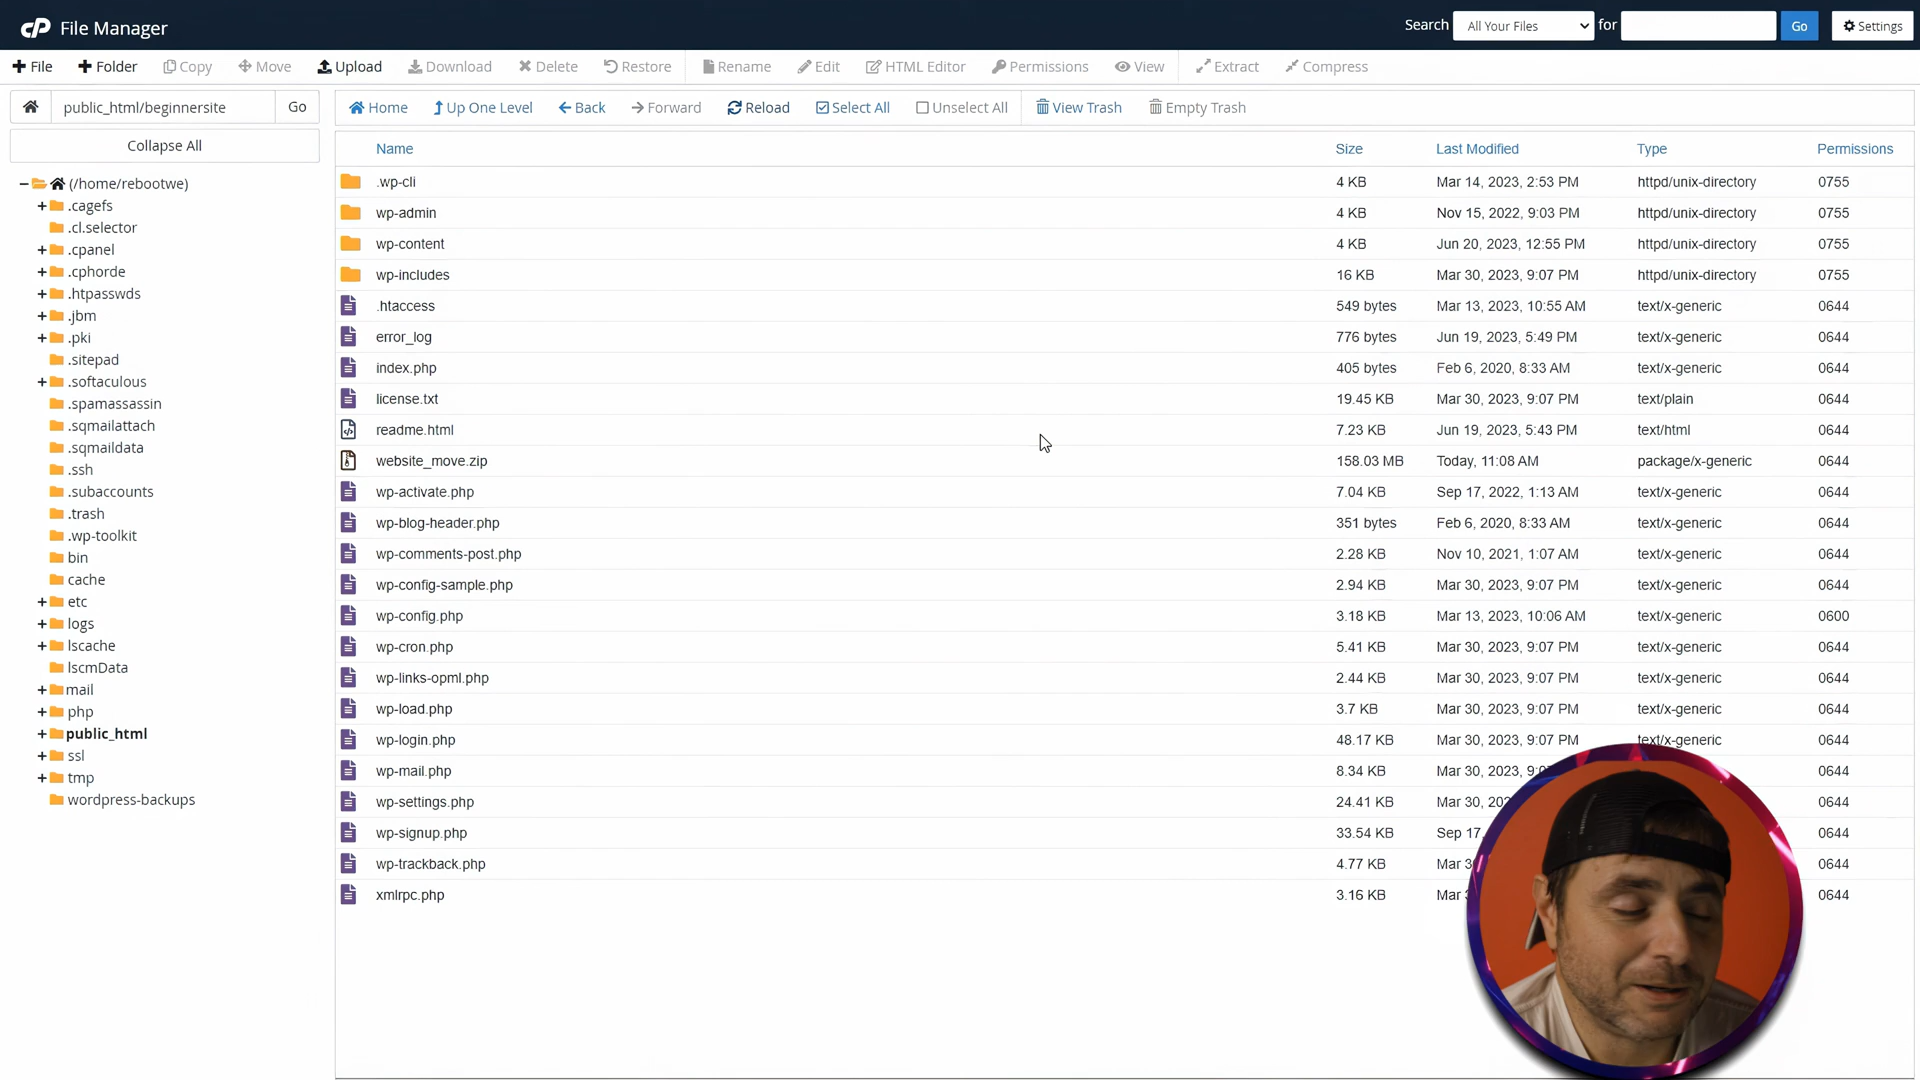 cP File Manager Search All Your Files for Go Settings
File Folder Copy Move Upload Download Delete Restore Rename Edit HTML Editor Permissions View Extract Compress
public_html/beginnersite Go Home Up One Level Back Forward Reload Select All Unselect All View Trash Empty Trash
Collapse All
(/home/rebootwe)
.cagefs
.cl.selector
.cpanel
.cphorde
.htpasswds
.jbm
.pki
.sitepad
.softaculous
.spamassassin
.sqmailattach
.sqmaildata
.ssh
.subaccounts
.trash
.wp-toolkit
bin
cache
etc
logs
lscache
lscmData
mail
php
public_html
ssl
tmp
wordpress-backups
Name Size Last Modified Type Permissions
.wp-cli 4 KB Mar 14, 2023, 2:53 PM httpd/unix-directory 0755
wp-admin 4 KB Nov 15, 2022, 9:03 PM httpd/unix-directory 0755
wp-content 4 KB Jun 20, 2023, 12:55 PM httpd/unix-directory 0755
wp-includes 16 KB Mar 30, 2023, 9:07 PM httpd/unix-directory 0755
.htaccess 549 bytes Mar 13, 2023, 10:55 AM text/x-generic 0644
error_log 776 bytes Jun 19, 2023, 5:49 PM text/x-generic 0644
index.php 405 bytes Feb 6, 2020, 8:33 AM text/x-generic 0644
license.txt 19.45 KB Mar 30, 2023, 9:07 PM text/plain 0644
readme.html 7.23 KB Jun 19, 2023, 5:43 PM text/html 0644
website_move.zip 158.03 MB Today, 11:08 AM package/x-generic 0644
wp-activate.php 7.04 KB Sep 17, 2022, 1:13 AM text/x-generic 0644
wp-blog-header.php 351 bytes Feb 6, 2020, 8:33 AM text/x-generic 0644
wp-comments-post.php 2.28 KB Nov 10, 2021, 1:07 AM text/x-generic 0644
wp-config-sample.php 2.94 KB Mar 30, 2023, 9:07 PM text/x-generic 0644
wp-config.php 3.18 KB Mar 13, 2023, 10:06 AM text/x-generic 0600
wp-cron.php 5.41 KB Mar 30, 2023, 9:07 PM text/x-generic 0644
wp-links-opml.php 2.44 KB Mar 30, 2023, 9:07 PM text/x-generic 0644
wp-load.php 3.7 KB Mar 30, 2023, 9:07 PM text/x-generic 0644
wp-login.php 48.17 KB Mar 30, 2023, 9:07 PM text/x-generic 0644
wp-mail.php 8.34 KB Mar 30, 2023, 0644
wp-settings.php 24.41 KB Mar 30, 0644
wp-signup.php 33.54 KB Sep 17, 0644
wp-trackback.php 4.77 KB Mar 0644
xmlrpc.php 3.16 KB Mar 0644